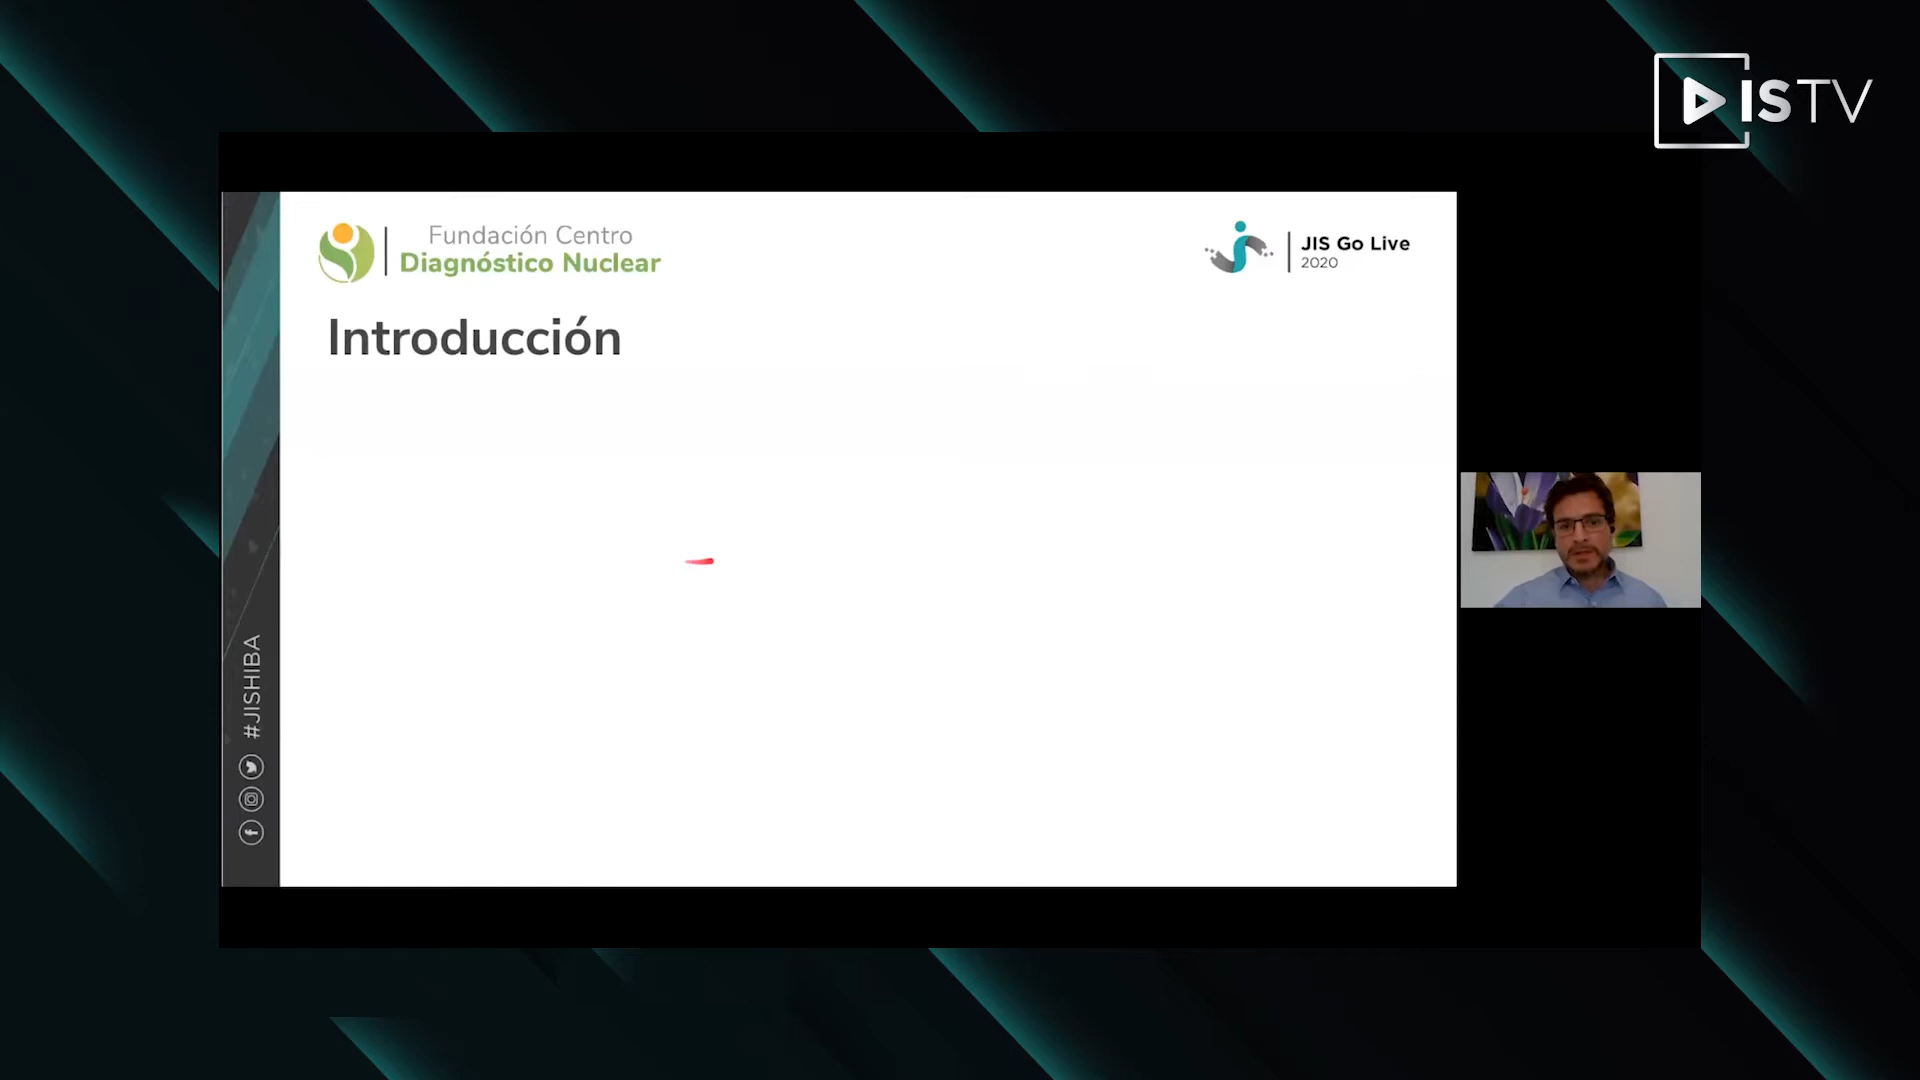 ISTV
Fundación Centro
Diagnóstico Nuclear
JIS Go Live
2020
Introducción
#JISHIBA